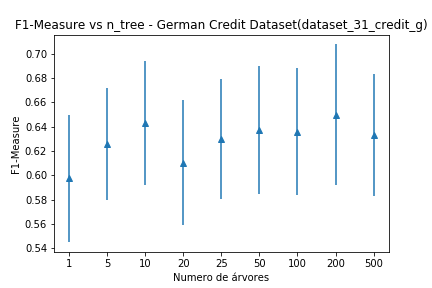 F1-Measure vs n_tree - German Credit Dataset(dataset_31_credit_g)
F1-Measure
0.70
0.68
0.66
0.64
0.62
0.60
0.58
0.56
0.54
1 5 10 20 25 50 100 200 500
Numero de árvores